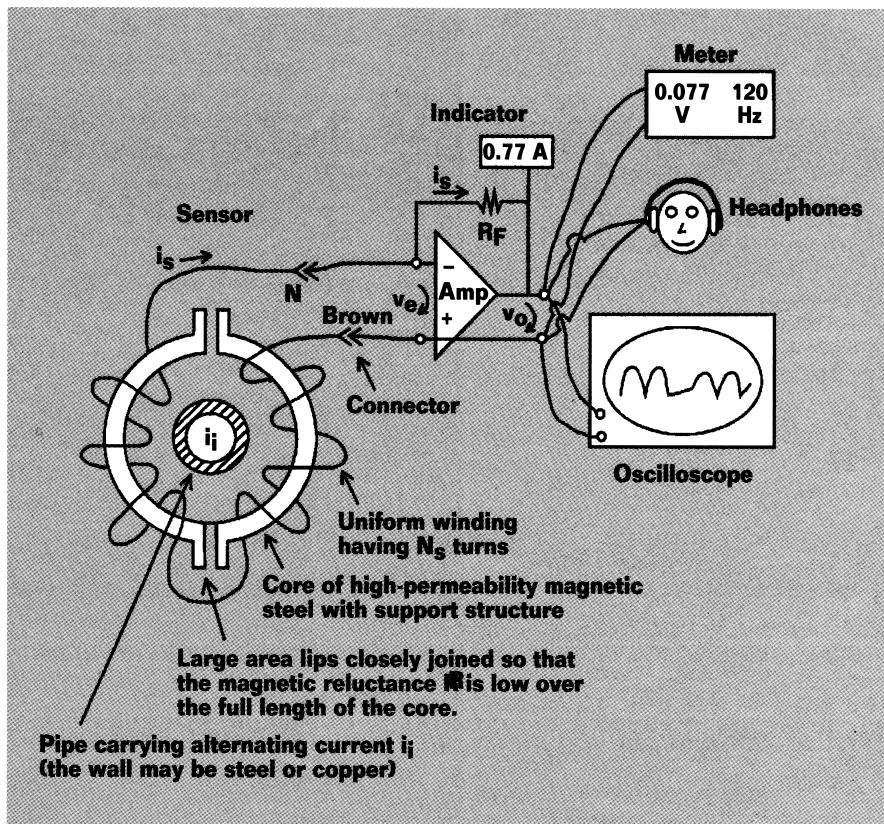 Meter
0.077 120
V Hz
Indicator
0.77 A
is
RF
Headphones
Sensor
is
N
−
Amp
ve
+
vo
Brown
Connector
Oscilloscope
ii
Uniform winding
having Ns turns
Core of high-permeability magnetic
steel with support structure
Large area lips closely joined so that
the magnetic reluctance R is low over
the full length of the core.
Pipe carrying alternating current ii
(the wall may be steel or copper)